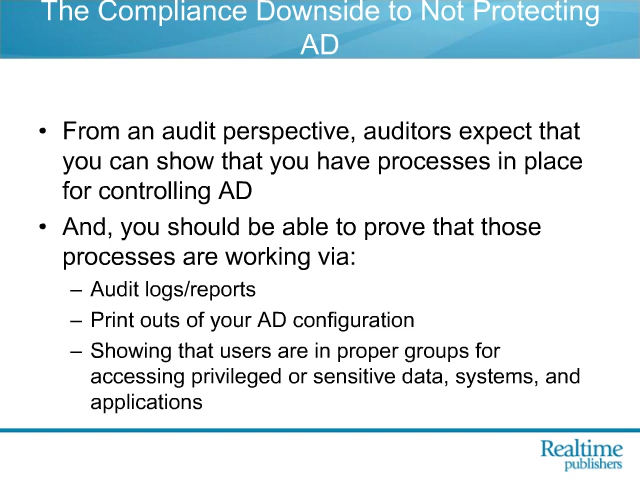 The Compliance Downside to Not Protecting
AD
• From an audit perspective, auditors expect that
you can show that you have processes in place
for controlling AD
• And, you should be able to prove that those
processes are working via:
– Audit logs/reports
– Print outs of your AD configuration
– Showing that users are in proper groups for
accessing privileged or sensitive data, systems, and
applications
Realtime
publishers